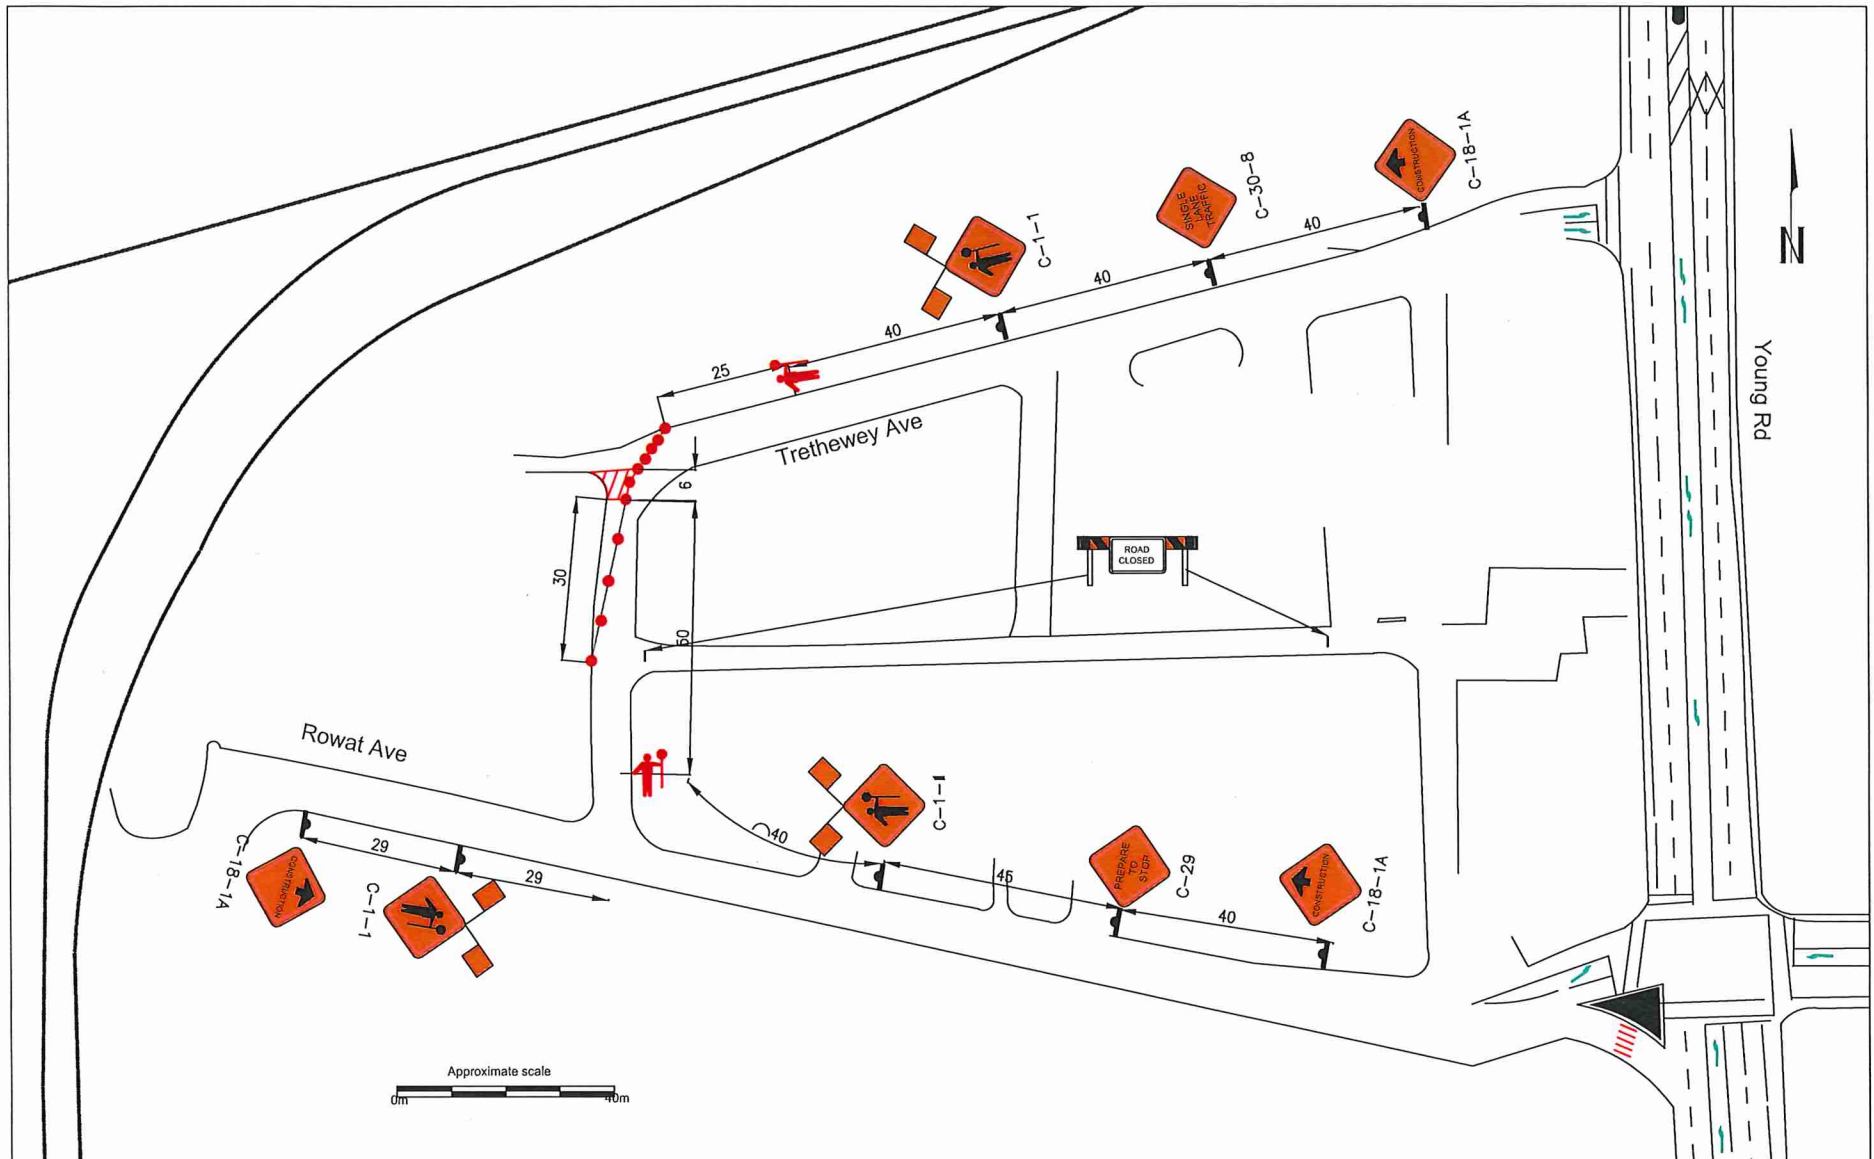 CONSTRUCTION
C-18-1A
SINGLE
LANE
TRAFFIC
C-30-8
C-1-1
40
40
40
25
N
Young Rd
Tretheway Ave
6
30
60
ROAD
CLOSED
Rowat Ave
C-1-1
40
45
40
PREPARE
TO
STOP
C-29
CONSTRUCTION
C-18-1A
29
29
C-18-1A
CONSTRUCTION
C-1-1
Approximate scale
0m
40m